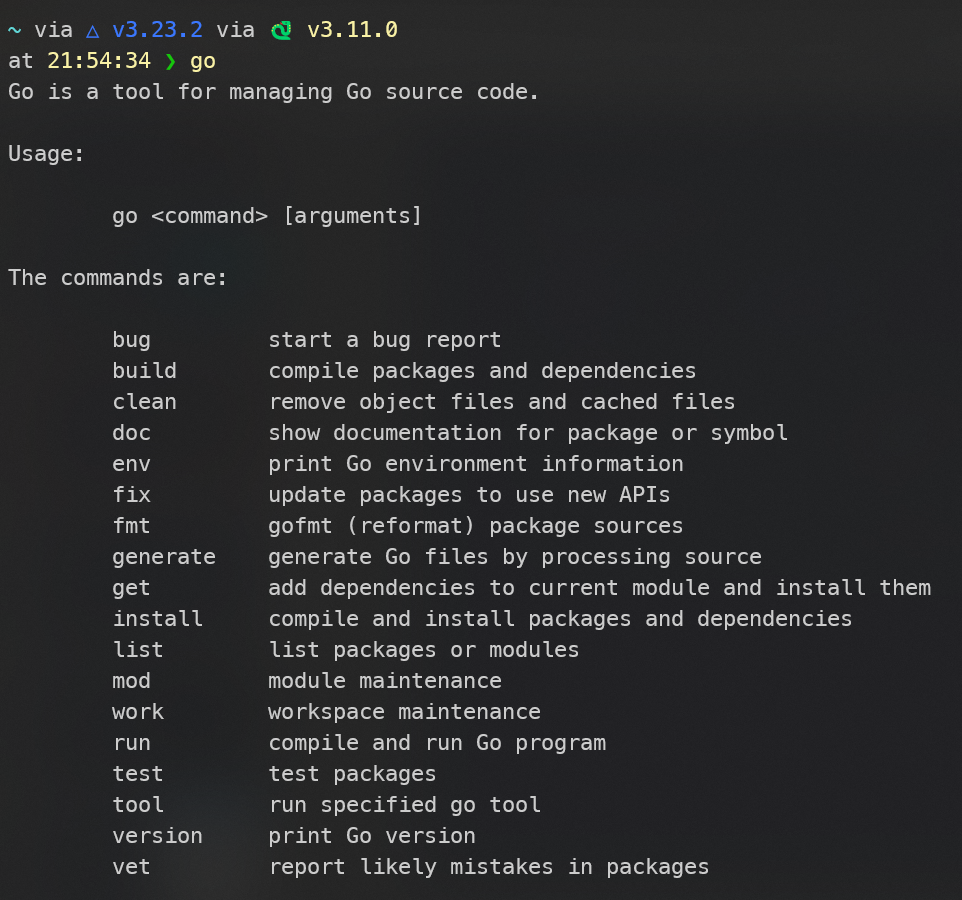 ~ via △ v3.23.2 via 🐍 v3.11.0
at 21:54:34 ❯ go
Go is a tool for managing Go source code.

Usage:

        go <command> [arguments]

The commands are:

        bug         start a bug report
        build       compile packages and dependencies
        clean       remove object files and cached files
        doc         show documentation for package or symbol
        env         print Go environment information
        fix         update packages to use new APIs
        fmt         gofmt (reformat) package sources
        generate    generate Go files by processing source
        get         add dependencies to current module and install them
        install     compile and install packages and dependencies
        list        list packages or modules
        mod         module maintenance
        work        workspace maintenance
        run         compile and run Go program
        test        test packages
        tool        run specified go tool
        version     print Go version
        vet         report likely mistakes in packages